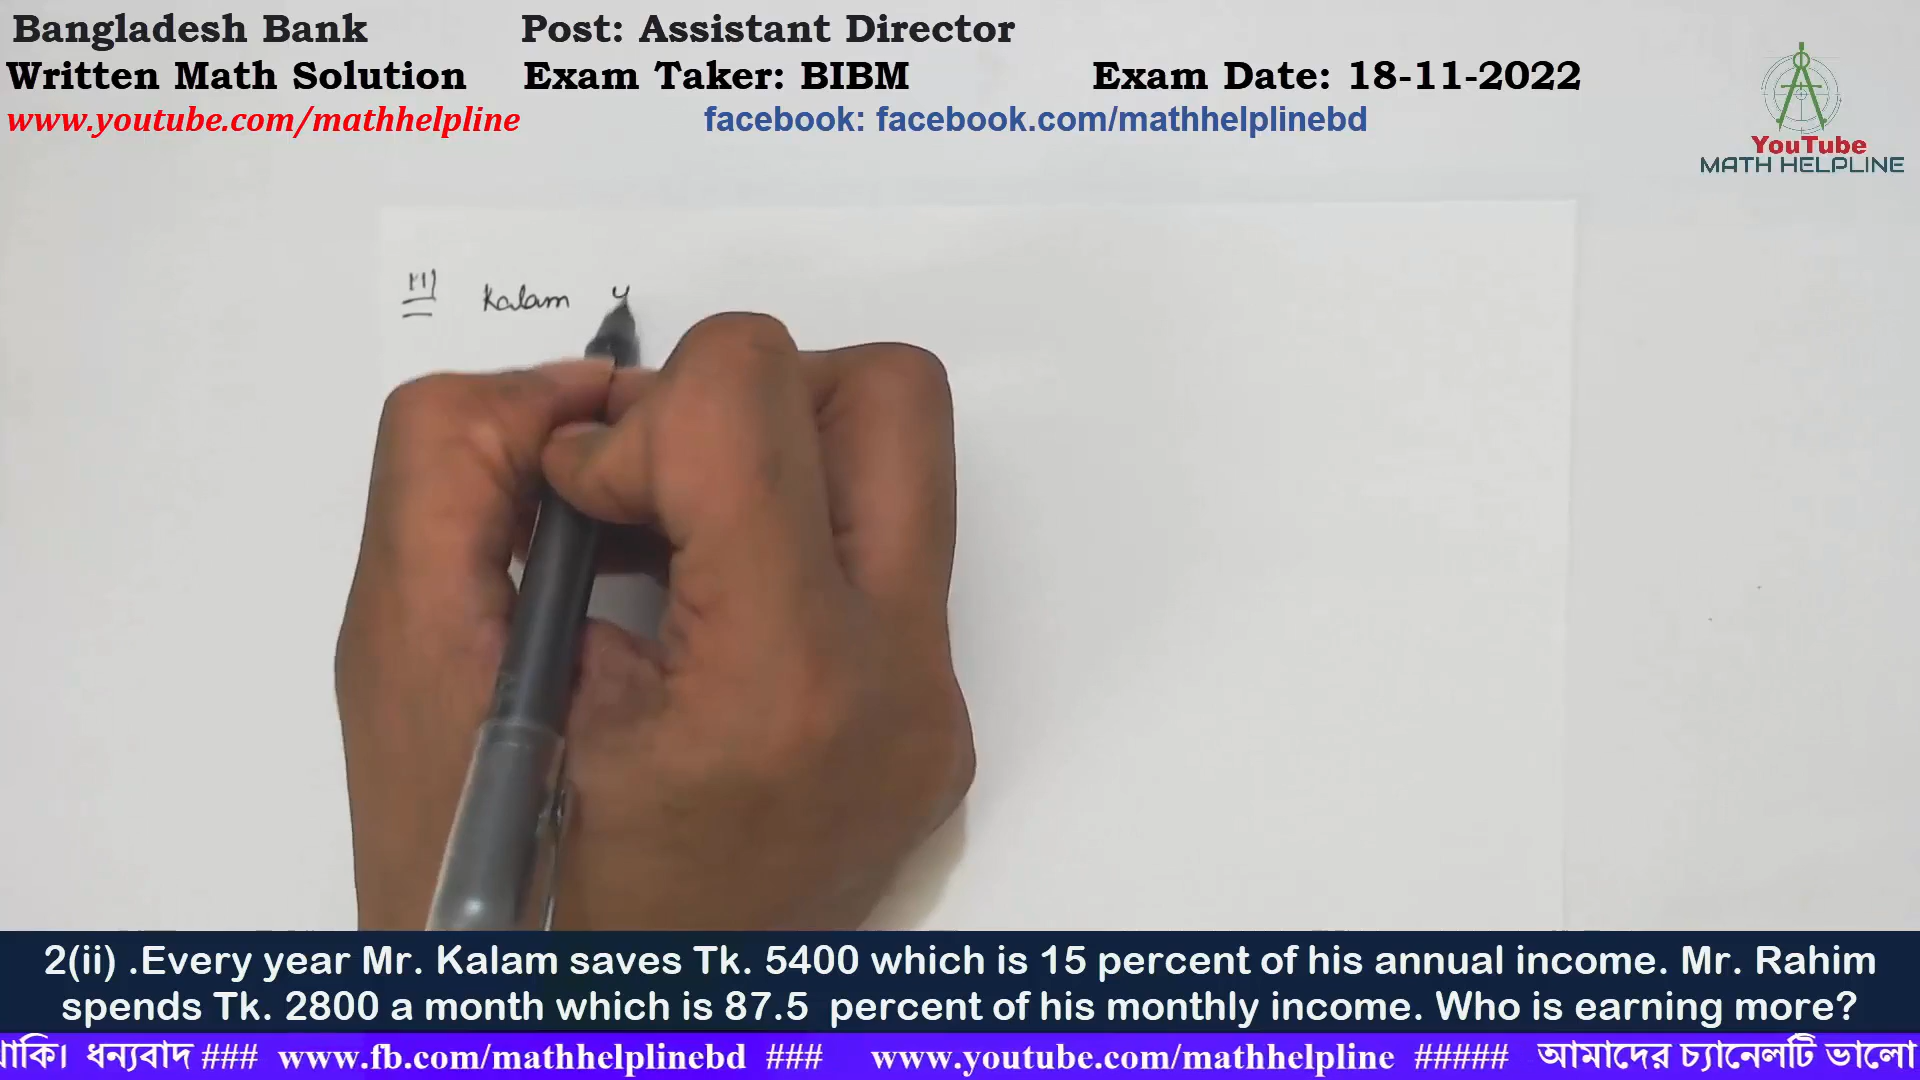 Bangladesh Bank Post: Assistant Director
Written Math Solution Exam Taker: BIBM Exam Date: 18-11-2022
www.youtube.com/mathhelpline facebook: facebook.com/mathhelplinebd
YouTube
MATH HELPLINE
Kalam
2(ii) .Every year Mr. Kalam saves Tk. 5400 which is 15 percent of his annual income. Mr. Rahim
spends Tk. 2800 a month which is 87.5 percent of his monthly income. Who is earning more?
ধন্যবাদ ### www.fb.com/mathhelplinebd ### www.youtube.com/mathhelpline ##### আমাদের চ্যানেলটি ভালো